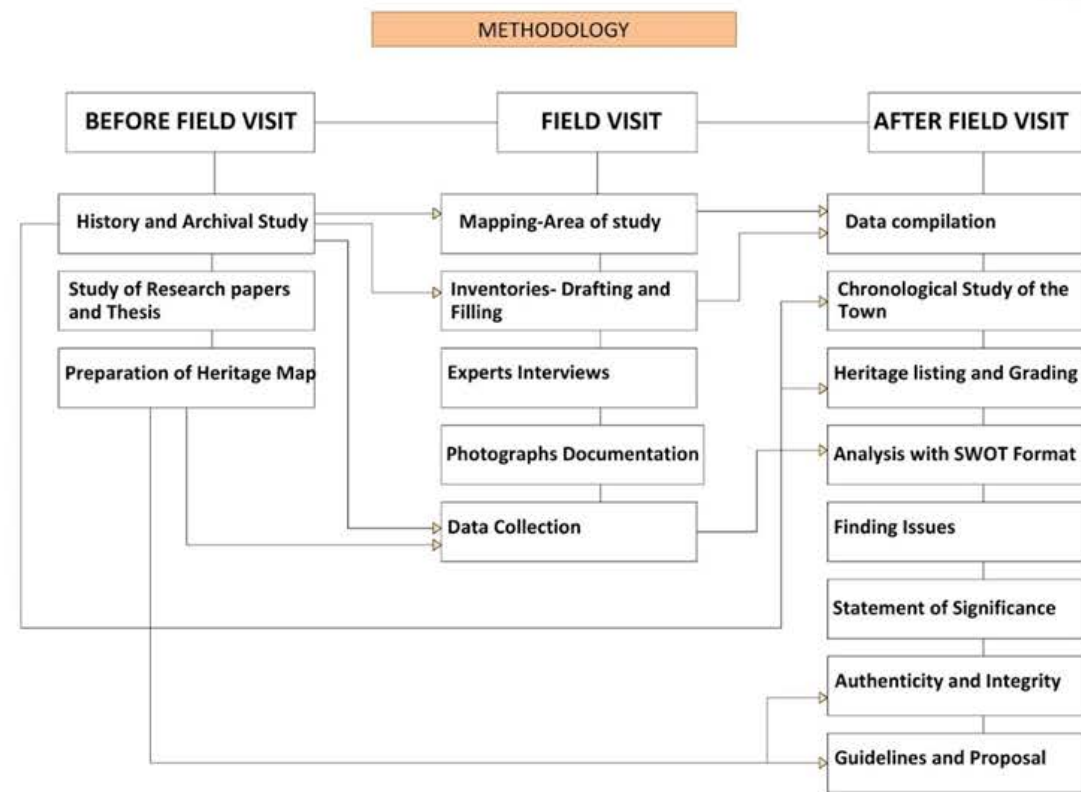 METHODOLOGY
BEFORE FIELD VISIT
History and Archival Study
Study of Research papers
and Thesis
Preparation of Heritage Map
FIELD VISIT
Mapping-Area of study
Inventories- Drafting and
Filling
Experts Interviews
Photographs Documentation
Data Collection
AFTER FIELD VISIT
Data compilation
Chronological Study of the
Town
Heritage listing and Grading
Analysis with SWOT Format
Finding Issues
Statement of Significance
Authenticity and Integrity
Guidelines and Proposal